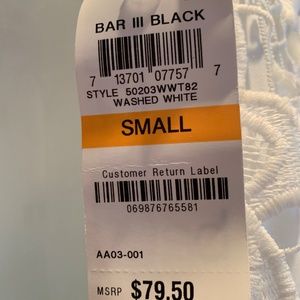 BAR III BLACK
7 13701 07757 7
STYLE 50203WWT82
WASHED WHITE
SMALL
Customer Return Label
069876765581
AA03-001
MSRP $79.50